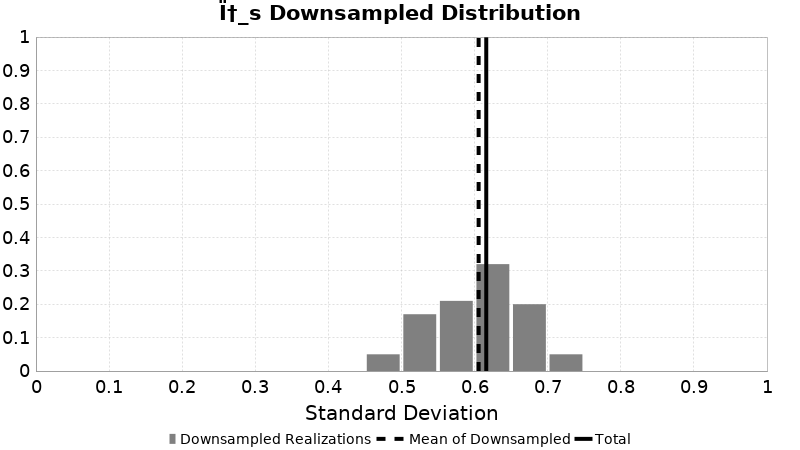 Ï†_s Downsampled Distribution
1
0.9
0.8
0.7
0.6
0.5
0.4
0.3
0.2
0.1
0
0 0.1 0.2 0.3 0.4 0.5 0.6 0.7 0.8 0.9 1
Standard Deviation
Downsampled Realizations Mean of Downsampled Total